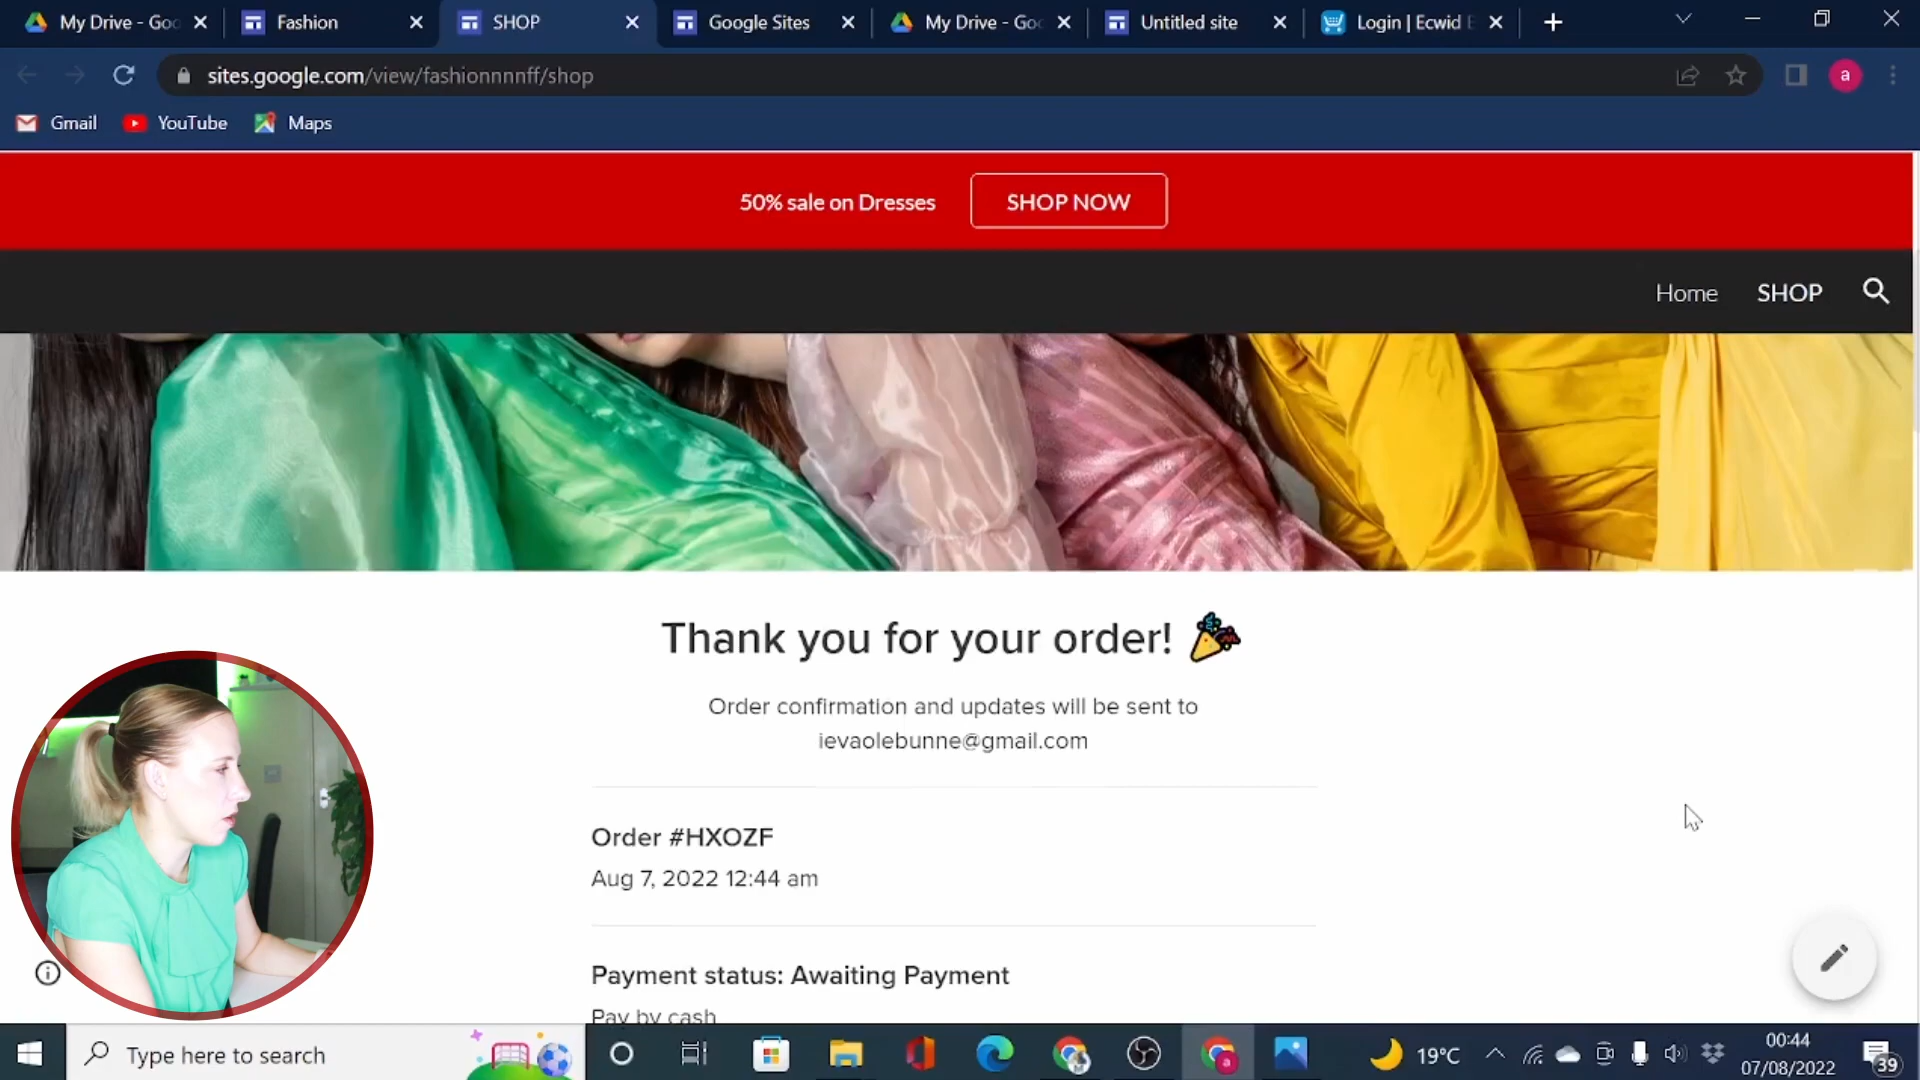 My Drive - Goo
Fashion
SHOP
Google Sites
My Drive - Goo
Untitled site
Login | Ecwid E
sites.google.com/view/fashionnnnff/shop
a
Gmail
YouTube
Maps
50% sale on Dresses
SHOP NOW
Home
SHOP
Thank you for your order!
Order confirmation and updates will be sent to
ievaolebunne@gmail.com
Order #HXOZF
Aug 7, 2022 12:44 am
Payment status: Awaiting Payment
Pay by cash
Type here to search
a
19°C
00:44
07/08/2022
39